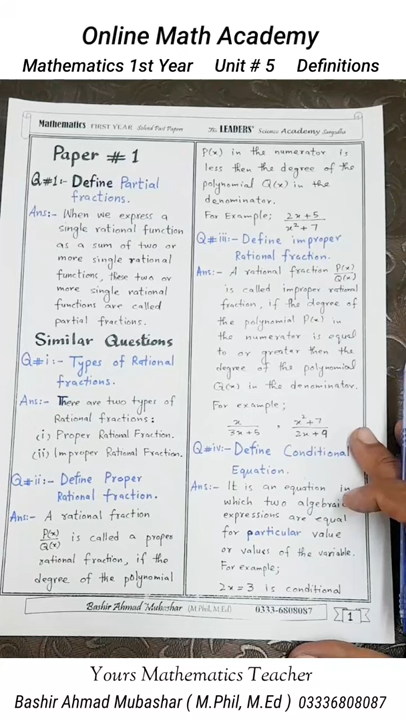 Online Math Academy
Mathematics 1st Year Unit # 5 Definitions
Mathematics FIRST YEAR Solved Past Papers
The LEADERS' Science Academy Sargodha
Paper # 1
Q#1:- Define Partial
fractions.
Ans:- When we express a
single rational function
as a sum of two or
more single rational
functions, these two or
more single rational
functions are called
partial fractions.
Similar Questions
Q#i:- Types of Rational
fractions.
Ans:- There are two types of
Rational fractions:
(i) Proper Rational Fraction.
(ii) Improper Rational Fraction.
Q#ii:- Define Proper
Rational fraction.
Ans:- A rational fraction
P(x)/Q(x) is called a proper
rational fraction, if the
degree of the polynomial
P(x) in the numerator is
less then the degree of the
polynomial Q(x) in the
denominator.
For Example; 2x+5/x²+7
Q#iii:- Define improper
Rational fraction.
Ans:- A rational fraction P(x)/Q(x)
is called improper rational
fraction, if the degree of
the polynomial P(x) in
the numerator is equal
to or greater then the
degree of the polynomial
Q(x) in the denominator.
For example;
x/3x+5 , x²+7/2x+9
Q#iv:- Define Conditional
Equation.
Ans:- It is an equation in
which two algebraic
expressions are equal
for particular value
or values of the variable.
For example;
2x=3 is conditional
Bashir Ahmad Mubashar (M.Phil, M.Ed) 0333-6808087
1
Yours Mathematics Teacher
Bashir Ahmad Mubashar ( M.Phil, M.Ed ) 03336808087